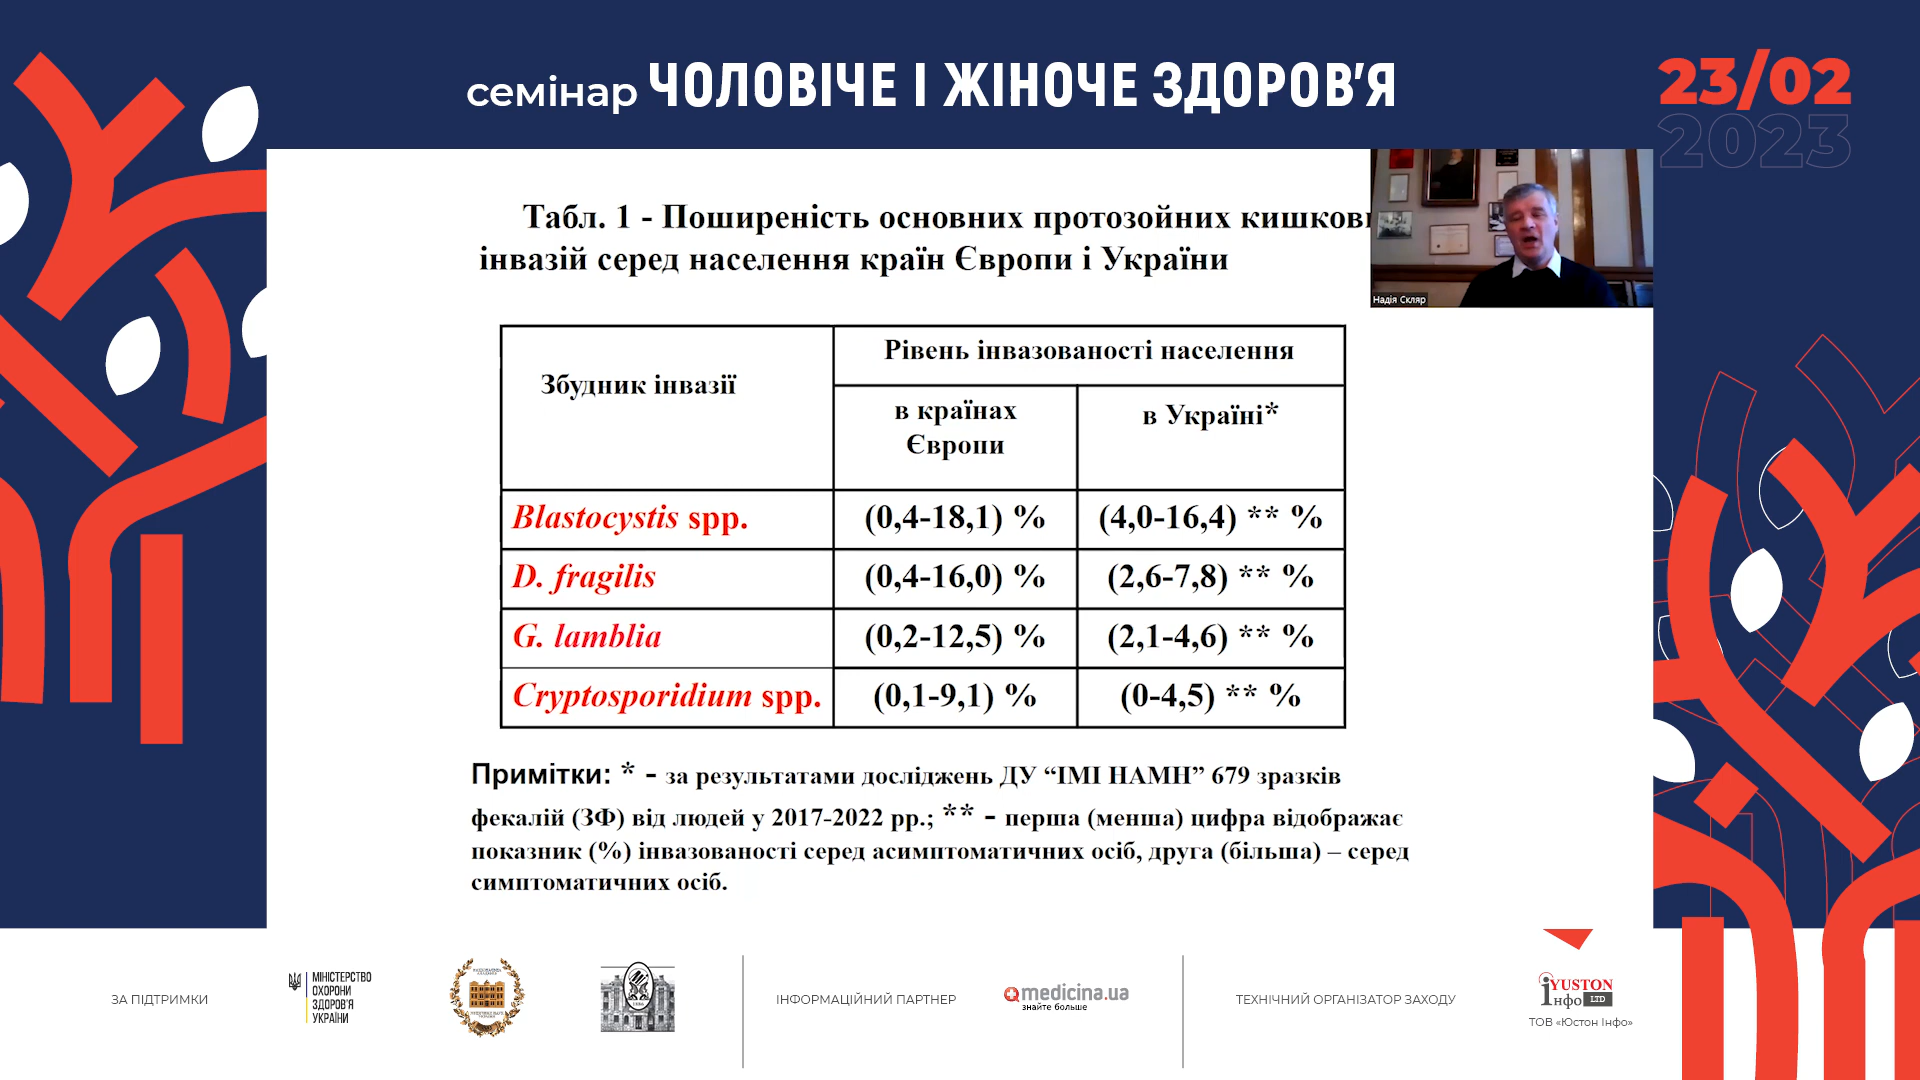 семінар ЧОЛОВІЧЕ І ЖІНОЧЕ ЗДОРОВ'Я
23/02
2023
Табл. 1 - Поширеність основних протозойних
інвазій серед населення країн Європи і України
Надія Скляр
Збудник інвазії
Рівень інвазованості населення
в країнах
Європи
в Україні*
Blastocystis spp. (0,4-18,1) % (4,0-16,4) ** %
D. fragilis (0,4-16,0) % (2,6-7,8) ** %
G. lamblia (0,2-12,5) % (2,1-4,6) ** %
Cryptosporidium spp. (0,1-9,1) % (0-4,5) ** %
Примітки: * - за результатами досліджень ДУ “ІМІ НАМН” 679 зразків
фекалій (ЗФ) від людей у 2017-2022 рр.; ** - перша (менша) цифра відображає
показник (%) інвазованості серед асимптоматичних осіб, друга (більша) – серед
симптоматичних осіб.
ЗА ПІДТРИМКИ
МІНІСТЕРСТВО
ОХОРОНИ
ЗДОРОВ'Я
УКРАЇНИ
ІНФОРМАЦІЙНИЙ ПАРТНЕР
medicina.ua
знайте больше
ТЕХНІЧНИЙ ОРГАНІЗАТОР ЗАХОДУ
YUSTON
Інфо LTD
ТОВ «Юстон Інфо»